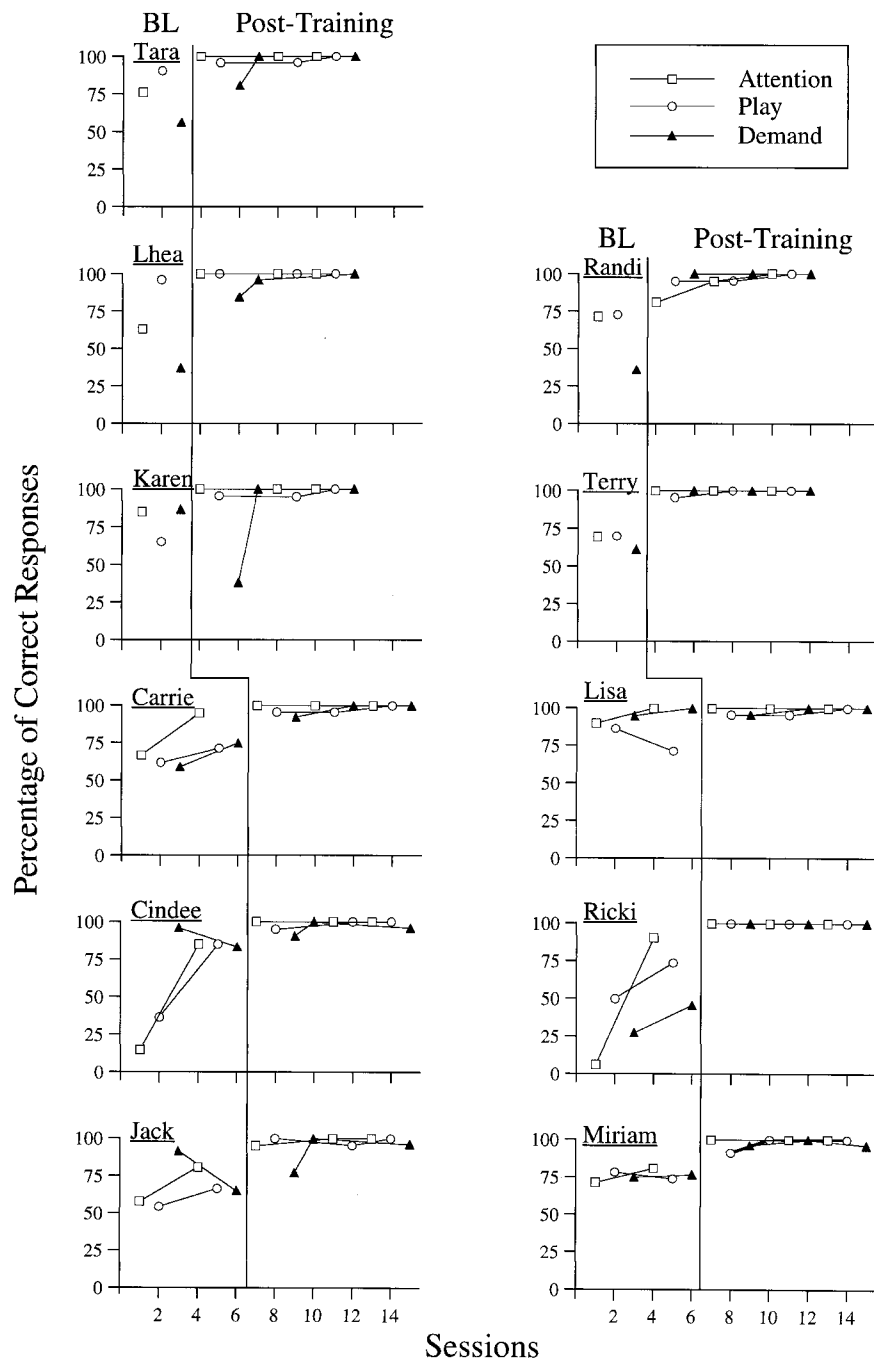 BL Post-Training
Tara
100
75
50
25
0
Attention
Play
Demand
Lhea
100
75
50
25
0
BL Post-Training
Randi
100
75
50
25
0
Karen
100
75
50
25
0
Terry
100
75
50
25
0
Carrie
100
75
50
25
0
Lisa
100
75
50
25
0
Cindee
100
75
50
25
0
Ricki
100
75
50
25
0
Jack
100
75
50
25
0
2 4 6 8 10 12 14
Miriam
100
75
50
25
0
2 4 6 8 10 12 14
Percentage of Correct Responses
Sessions